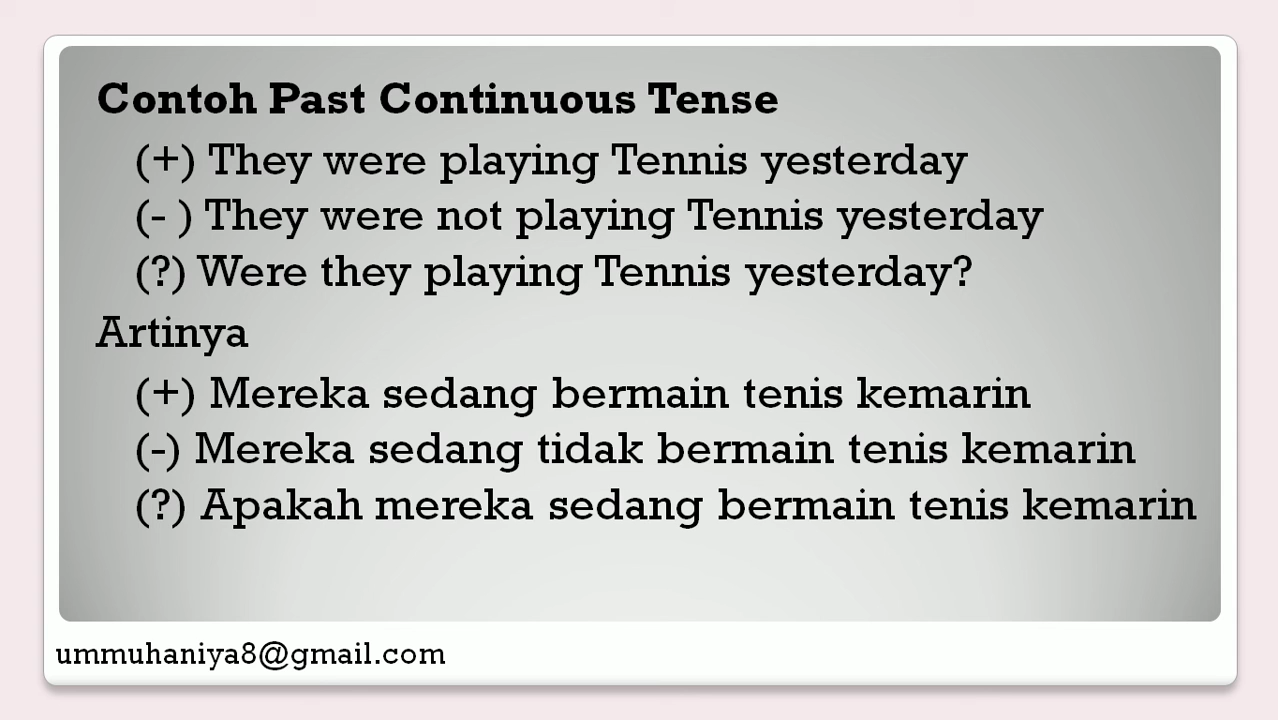 Contoh Past Continuous Tense
(+) They were playing Tennis yesterday
(- ) They were not playing Tennis yesterday
(?) Were they playing Tennis yesterday?
Artinya
(+) Mereka sedang bermain tenis kemarin
(-) Mereka sedang tidak bermain tenis kemarin
(?) Apakah mereka sedang bermain tenis kemarin
ummuhaniya8@gmail.com